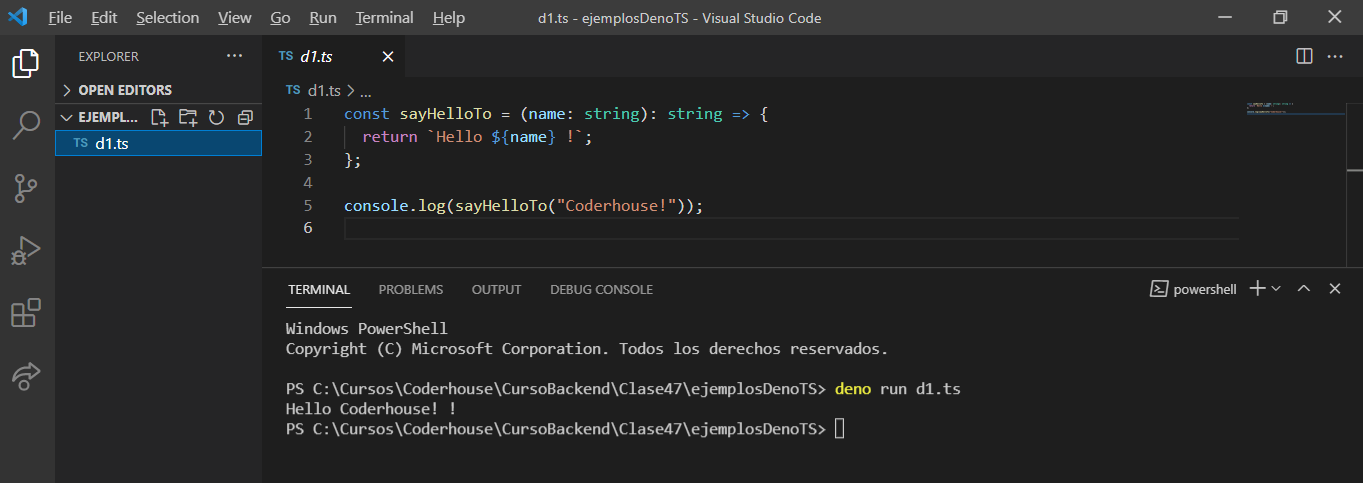 File Edit Selection View Go Run Terminal Help d1.ts - ejemplosDenoTS - Visual Studio Code
EXPLORER
OPEN EDITORS
EJEMPL...
TS d1.ts
TS d1.ts
TS d1.ts > ...
1 const sayHelloTo = (name: string): string => {
2 return `Hello ${name} !`;
3 };
4
5 console.log(sayHelloTo("Coderhouse!"));
6
TERMINAL PROBLEMS OUTPUT DEBUG CONSOLE powershell
Windows PowerShell
Copyright (C) Microsoft Corporation. Todos los derechos reservados.
PS C:\Cursos\Coderhouse\CursoBackend\Clase47\ejemplosDenoTS> deno run d1.ts
Hello Coderhouse! !
PS C:\Cursos\Coderhouse\CursoBackend\Clase47\ejemplosDenoTS>